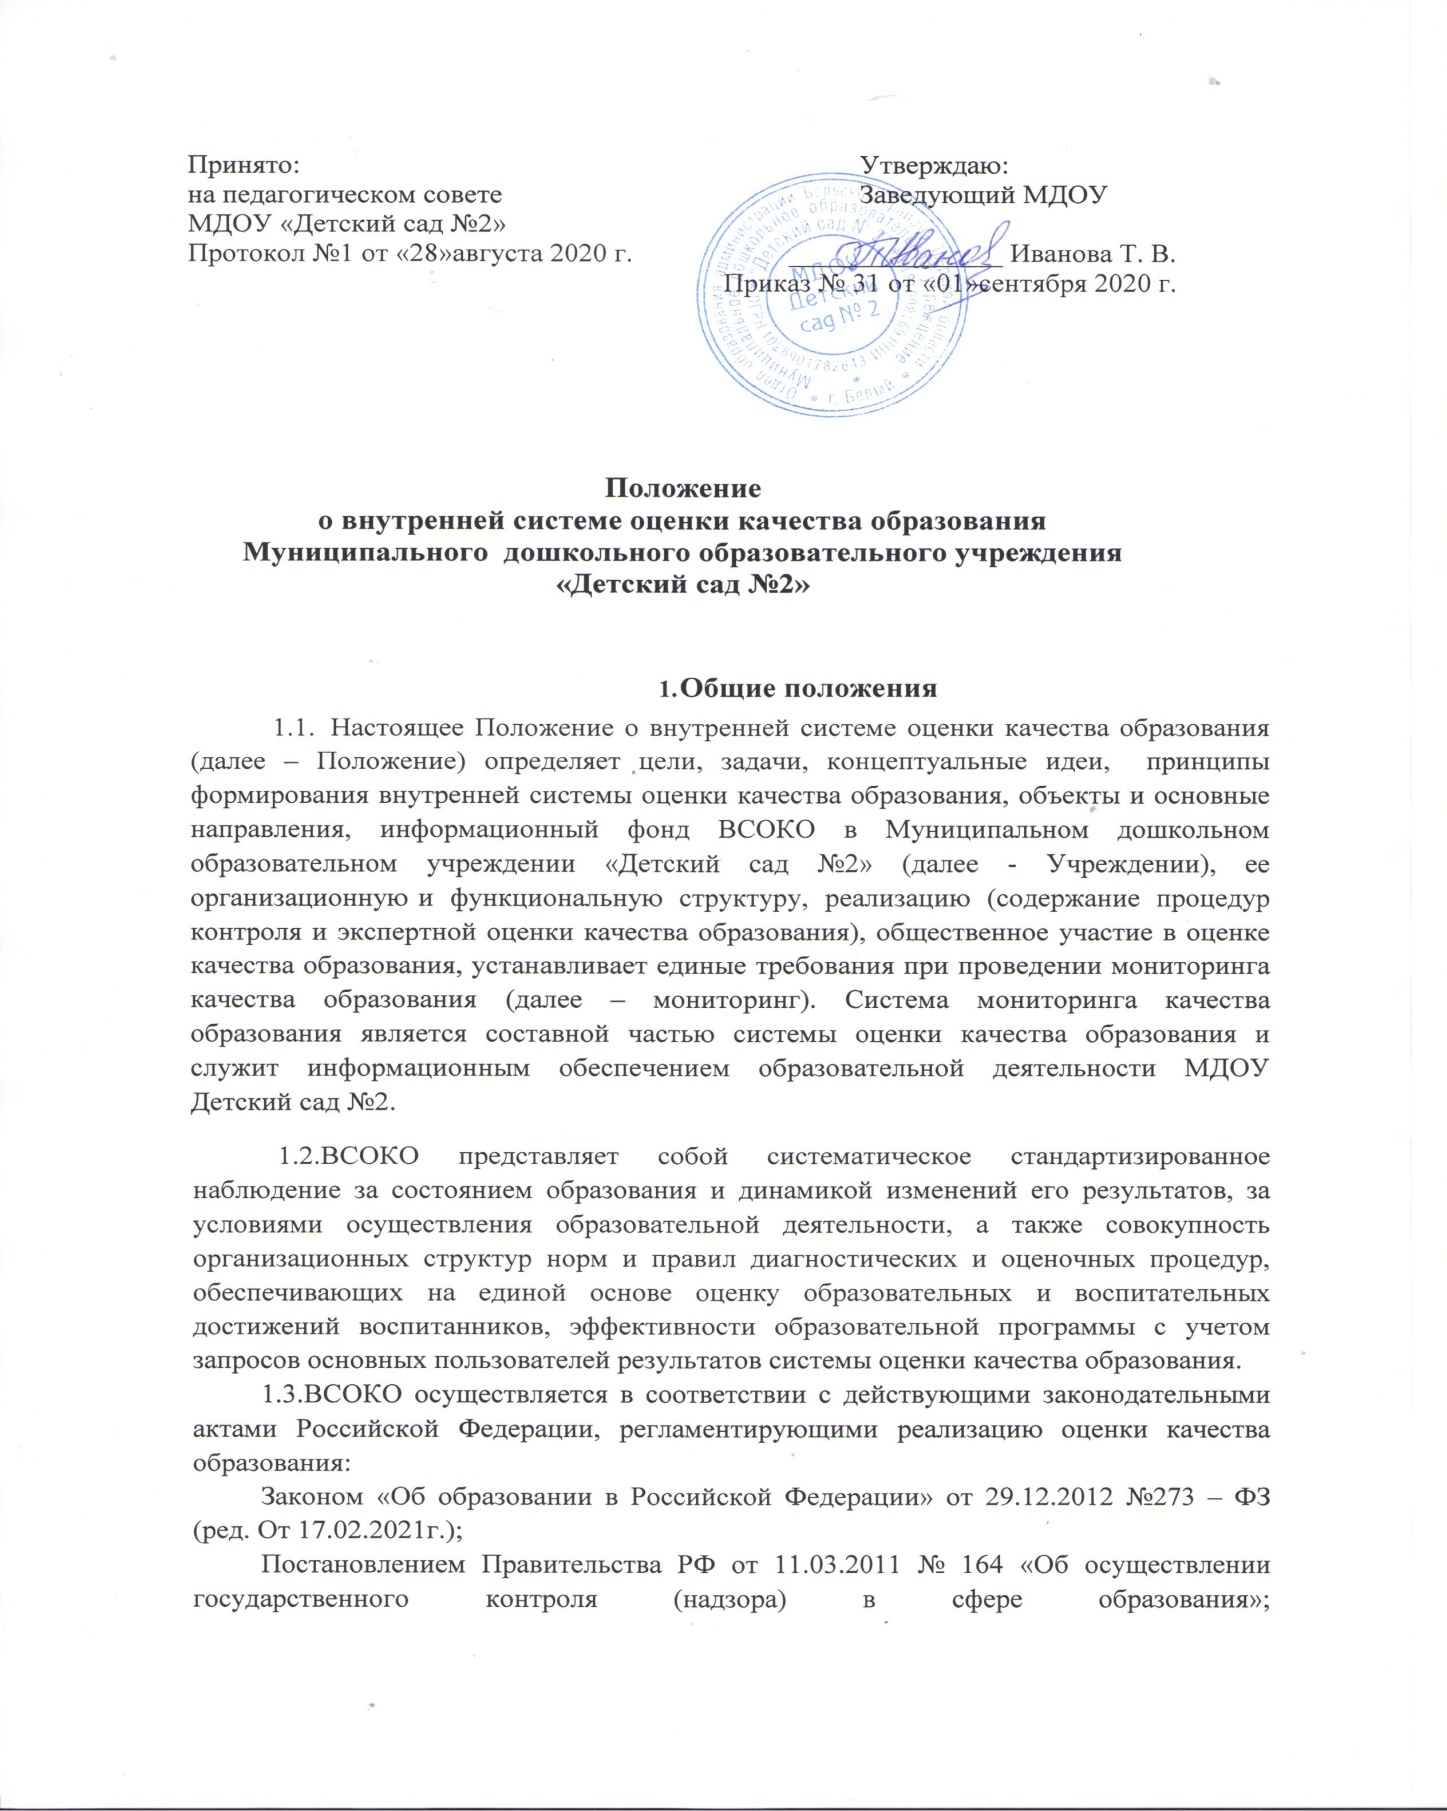 Принято:
на педагогическом совете
МДОУ «Детский сад №2»
Протокол №1 от «28»августа 2020 г.
Утверждаю:
Заведующий МДОУ
Иванова Т. В.
Приказ № 31 от «01»сентября 2020 г.
МДОУ
Детский
сад № 2
г. Белый
Положение
о внутренней системе оценки качества образования
Муниципального дошкольного образовательного учреждения
«Детский сад №2»
1.Общие положения
1.1. Настоящее Положение о внутренней системе оценки качества образования
(далее – Положение) определяет цели, задачи, концептуальные идеи, принципы
формирования внутренней системы оценки качества образования, объекты и основные
направления, информационный фонд ВСОКО в Муниципальном дошкольном
образовательном учреждении «Детский сад №2» (далее - Учреждении), ее
организационную и функциональную структуру, реализацию (содержание процедур
контроля и экспертной оценки качества образования), общественное участие в оценке
качества образования, устанавливает единые требования при проведении мониторинга
качества образования (далее – мониторинг). Система мониторинга качества
образования является составной частью системы оценки качества образования и
служит информационным обеспечением образовательной деятельности МДОУ
Детский сад №2.
1.2.ВСОКО представляет собой систематическое стандартизированное
наблюдение за состоянием образования и динамикой изменений его результатов, за
условиями осуществления образовательной деятельности, а также совокупность
организационных структур норм и правил диагностических и оценочных процедур,
обеспечивающих на единой основе оценку образовательных и воспитательных
достижений воспитанников, эффективности образовательной программы с учетом
запросов основных пользователей результатов системы оценки качества образования.
1.3.ВСОКО осуществляется в соответствии с действующими законодательными
актами Российской Федерации, регламентирующими реализацию оценки качества
образования:
Законом «Об образовании в Российской Федерации» от 29.12.2012 №273 – ФЗ
(ред. От 17.02.2021г.);
Постановлением Правительства РФ от 11.03.2011 № 164 «Об осуществлении
государственного контроля (надзора) в сфере образования»;